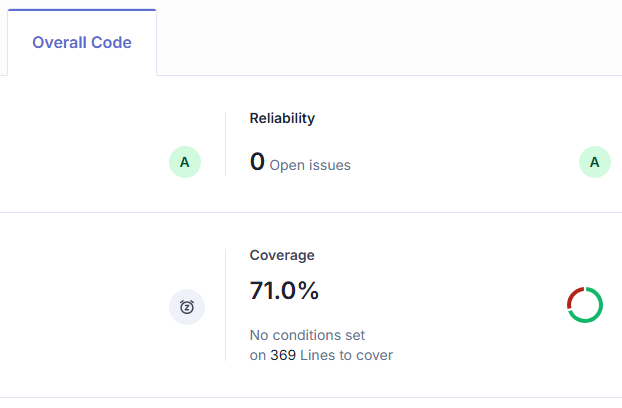 Overall Code
Reliability
A
0 Open issues
A
Coverage
71.0%
z
No conditions set
on 369 Lines to cover